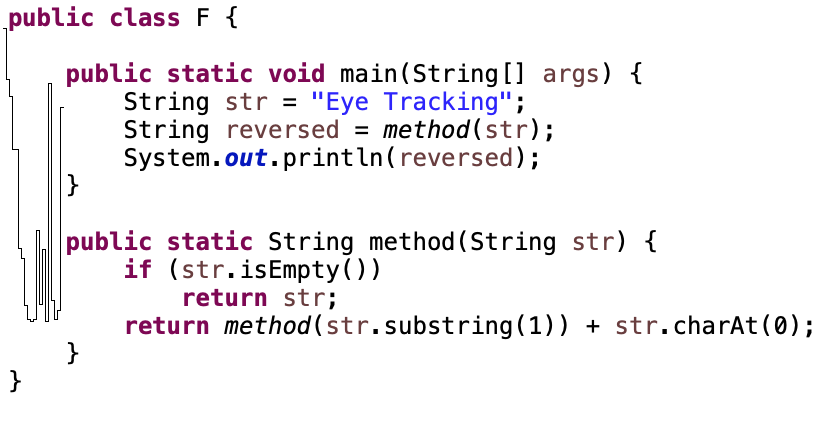 public class F {
public static void main(String[] args) {
String str = "Eye Tracking";
String reversed = method(str);
System.out.println(reversed);
}
public static String method(String str) {
if (str.isEmpty())
return str;
return method(str.substring(1)) + str.charAt(0);
}
}